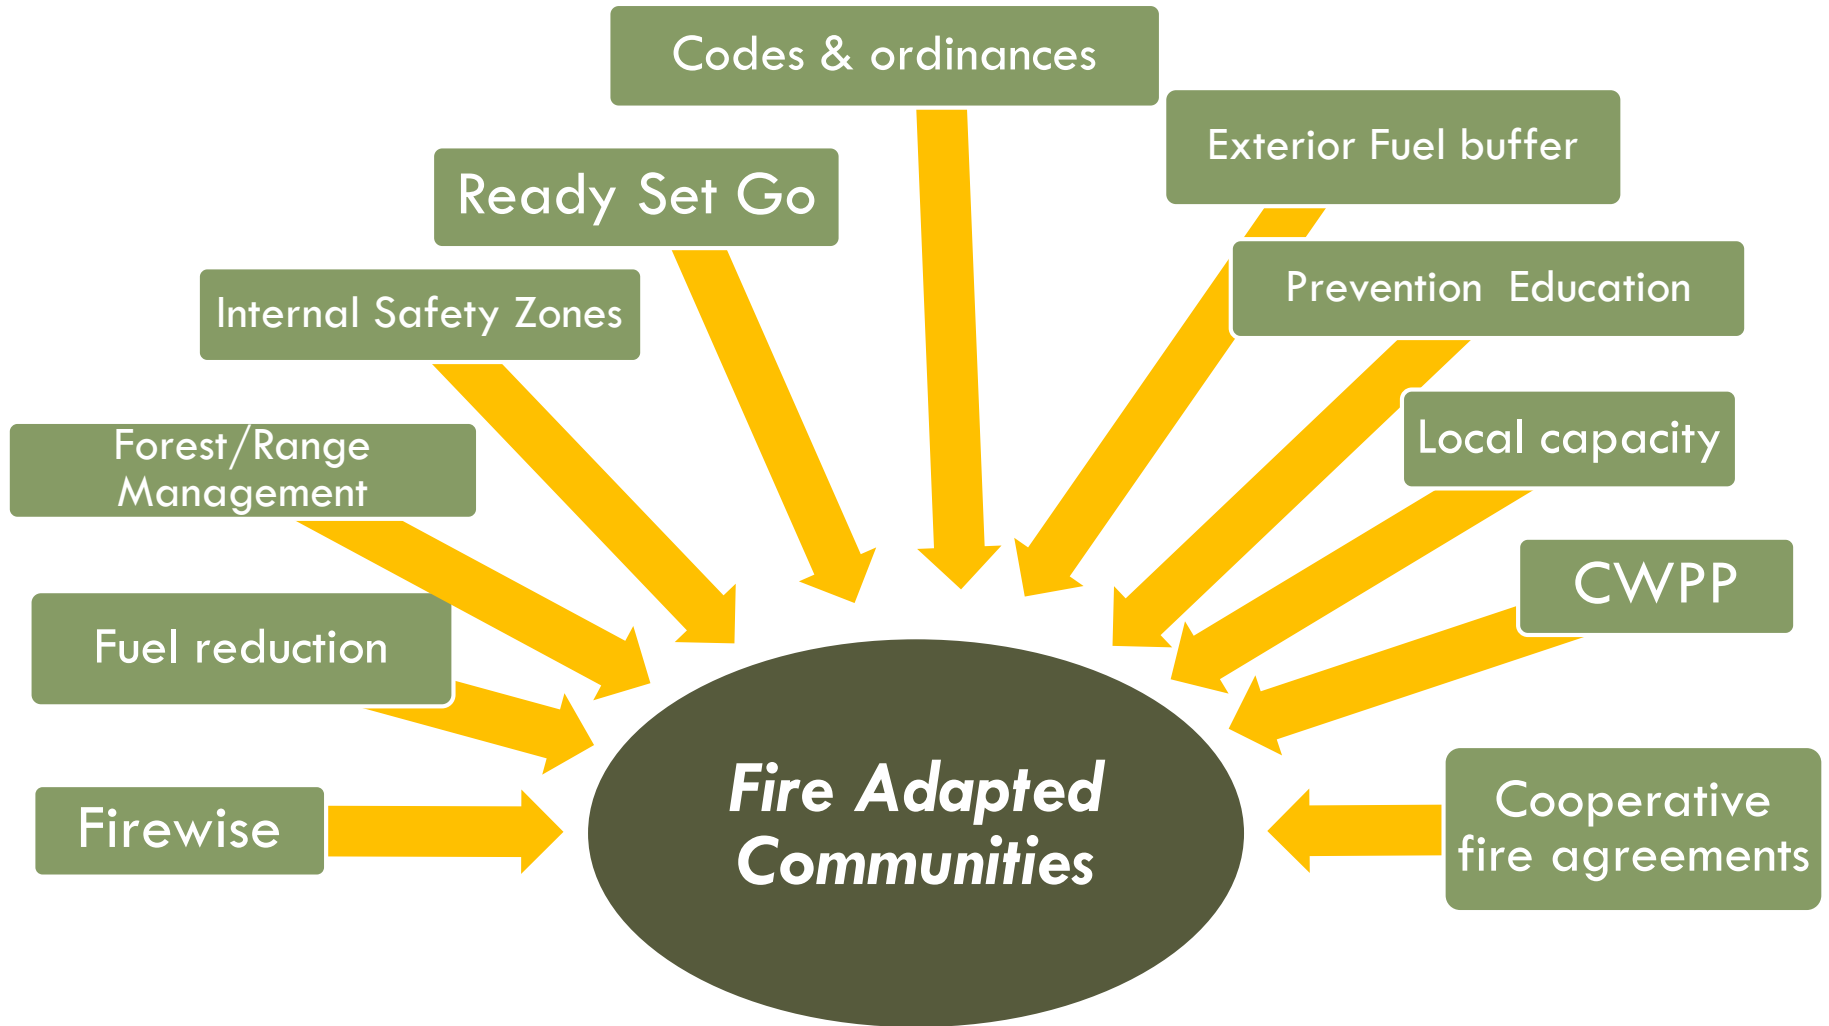 Codes & ordinances
Exterior Fuel buffer
Ready Set Go
Prevention  Education
Internal Safety Zones
Local capacity
Forest/Range
Management
CWPP
Fuel reduction
Fire Adapted
Communities
Firewise
Cooperative
fire agreements